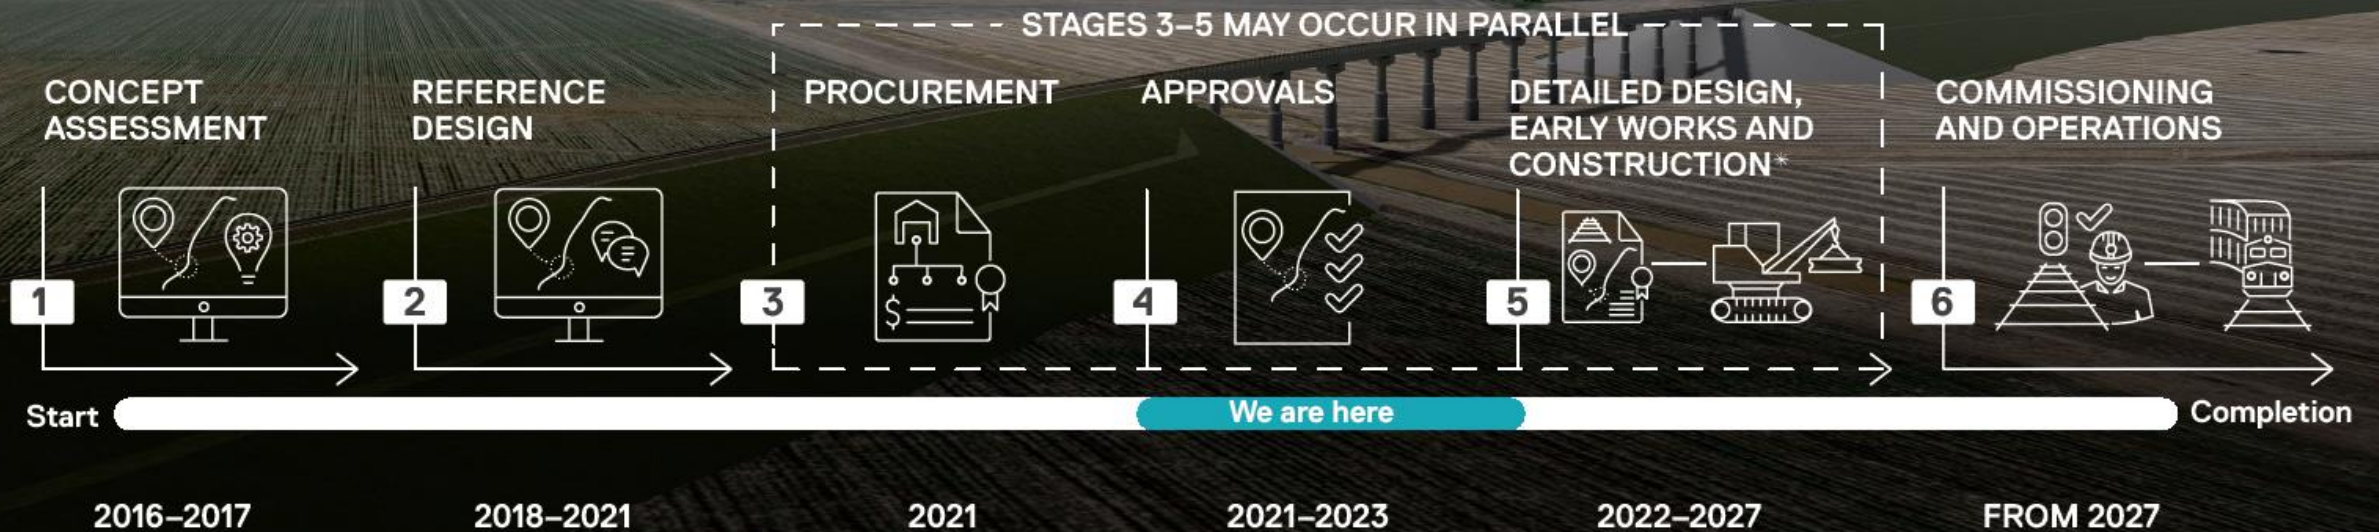 STAGES 3–5 MAY OCCUR IN PARALLEL
CONCEPT
ASSESSMENT
REFERENCE
DESIGN
PROCUREMENT
APPROVALS
DETAILED DESIGN,
EARLY WORKS AND
CONSTRUCTION*
COMMISSIONING
AND OPERATIONS
1
2
3
$
4
5
6
Start
We are here
Completion
2016–2017
2018–2021
2021
2021–2023
2022–2027
FROM 2027